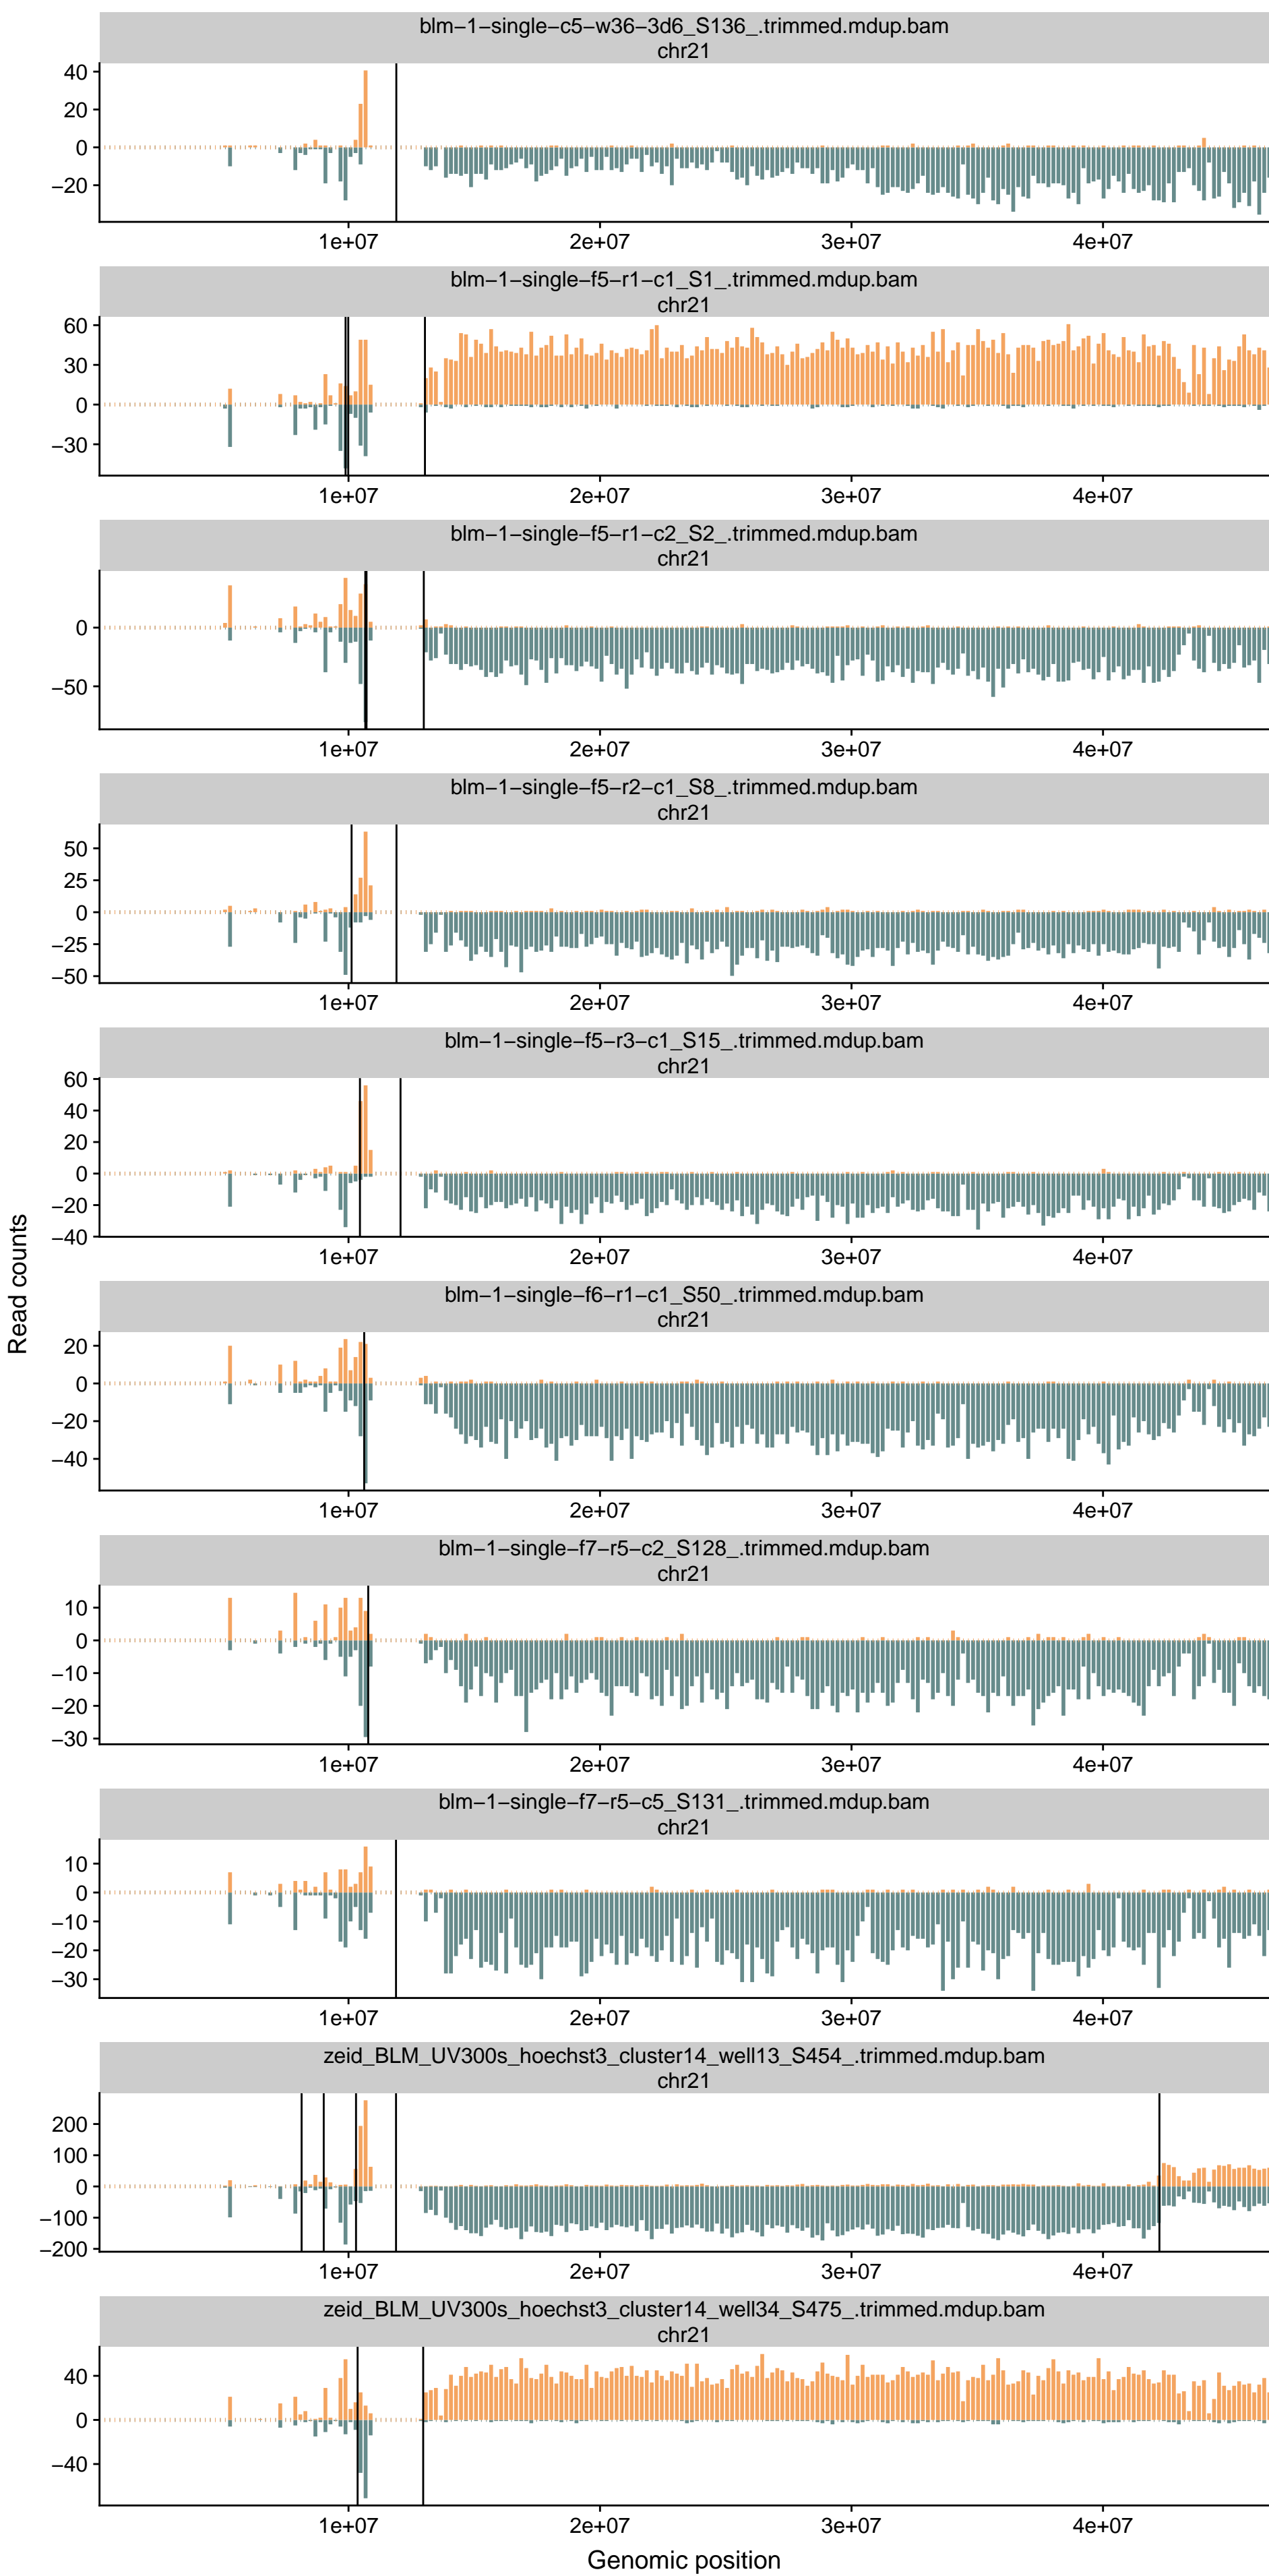 blm−1−single−c5−w36−3d6_S136_.trimmed.mdup.bam
chr21
40
20
0
−20
1e+07 2e+07 3e+07 4e+07
blm−1−single−f5−r1−c1_S1_.trimmed.mdup.bam
chr21
60
30
0
−30
1e+07 2e+07 3e+07 4e+07
blm−1−single−f5−r1−c2_S2_.trimmed.mdup.bam
chr21
0
−50
1e+07 2e+07 3e+07 4e+07
blm−1−single−f5−r2−c1_S8_.trimmed.mdup.bam
chr21
50
25
0
−25
−50
1e+07 2e+07 3e+07 4e+07
blm−1−single−f5−r3−c1_S15_.trimmed.mdup.bam
chr21
60
40
20
0
−20
−40
1e+07 2e+07 3e+07 4e+07
Read counts
blm−1−single−f6−r1−c1_S50_.trimmed.mdup.bam
chr21
20
0
−20
−40
1e+07 2e+07 3e+07 4e+07
blm−1−single−f7−r5−c2_S128_.trimmed.mdup.bam
chr21
10
0
−10
−20
−30
1e+07 2e+07 3e+07 4e+07
blm−1−single−f7−r5−c5_S131_.trimmed.mdup.bam
chr21
10
0
−10
−20
−30
1e+07 2e+07 3e+07 4e+07
zeid_BLM_UV300s_hoechst3_cluster14_well13_S454_.trimmed.mdup.bam
chr21
200
100
0
−100
−200
1e+07 2e+07 3e+07 4e+07
zeid_BLM_UV300s_hoechst3_cluster14_well34_S475_.trimmed.mdup.bam
chr21
40
0
−40
1e+07 2e+07 3e+07 4e+07
Genomic position